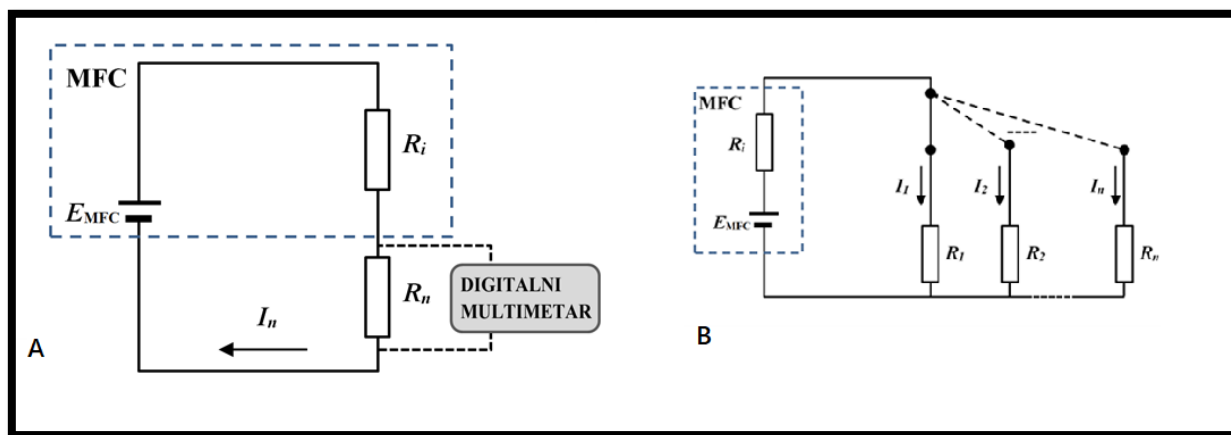 MFC
Ri
EMFC
Rn
DIGITALNI
MULTIMETAR
In
A
MFC
Ri
EMFC
I1
I2
In
R1
R2
Rn
B